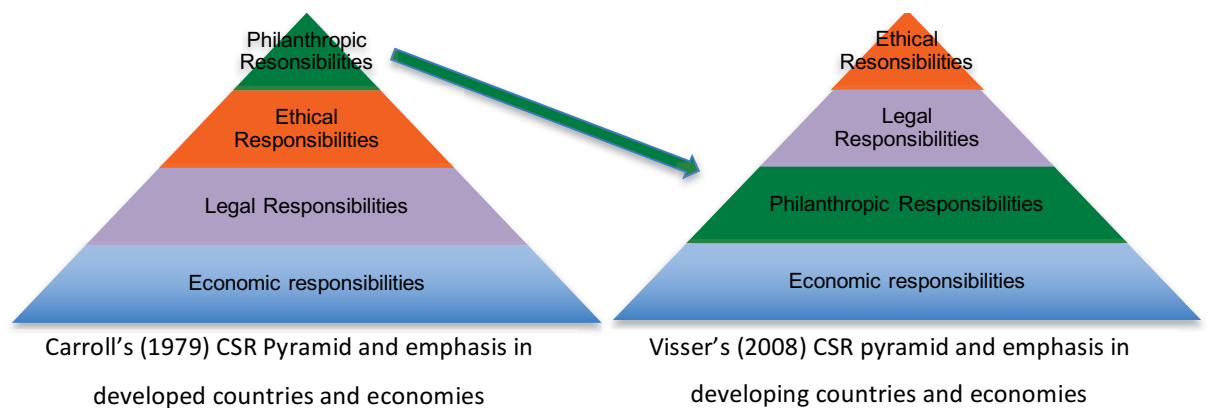 Philanthropic
Resonsibilities
Ethical
Responsibilities
Legal Responsibilities
Economic responsibilities
Carroll’s (1979) CSR Pyramid and emphasis in
developed countries and economies
Ethical
Resonsibilities
Legal
Responsibilities
Philanthropic Responsibilities
Economic responsibilities
Visser’s (2008) CSR pyramid and emphasis in
developing countries and economies